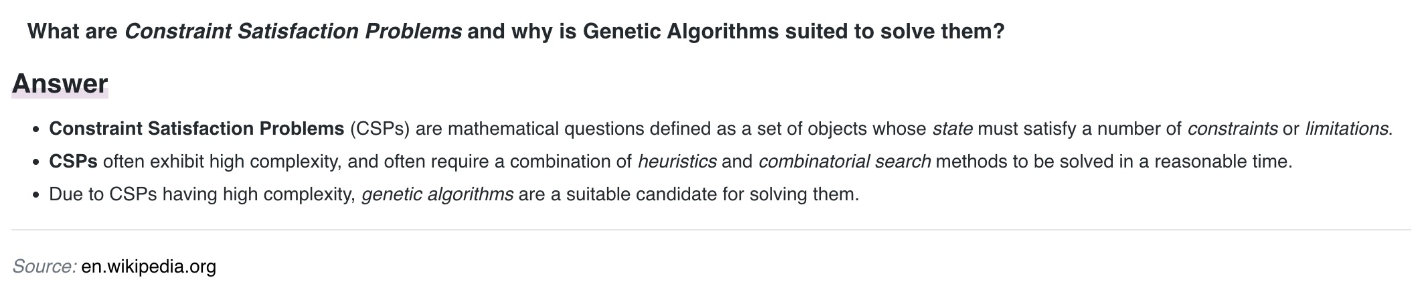 What are Constraint Satisfaction Problems and why is Genetic Algorithms suited to solve them?
Answer
• Constraint Satisfaction Problems (CSPs) are mathematical questions defined as a set of objects whose state must satisfy a number of constraints or limitations.
• CSPs often exhibit high complexity, and often require a combination of heuristics and combinatorial search methods to be solved in a reasonable time.
• Due to CSPs having high complexity, genetic algorithms are a suitable candidate for solving them.
Source: en.wikipedia.org